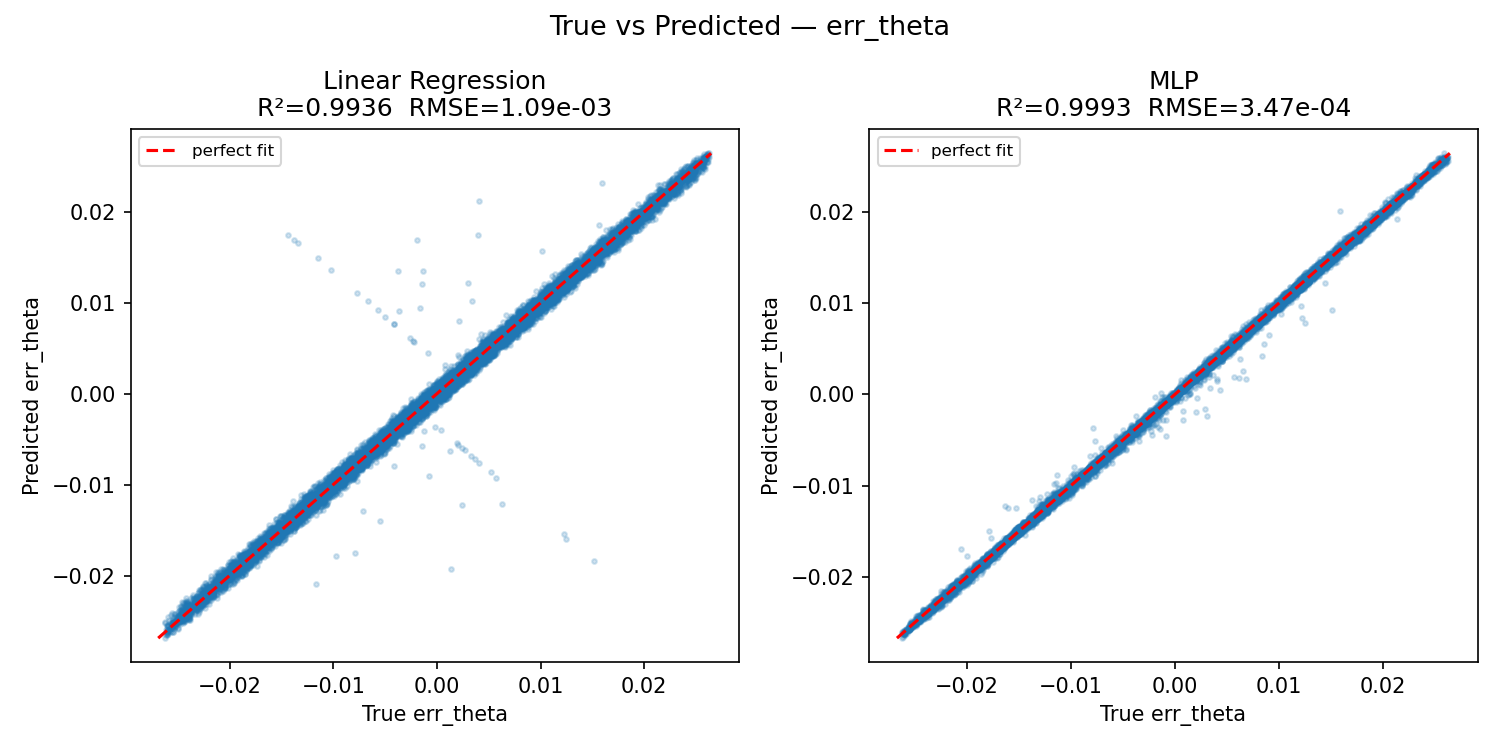 True vs Predicted — err_theta
Linear Regression
R²=0.9936  RMSE=1.09e-03
perfect fit
0.02
0.01
0.00
−0.01
−0.02
Predicted err_theta
−0.02
−0.01
0.00
0.01
0.02
True err_theta
MLP
R²=0.9993  RMSE=3.47e-04
perfect fit
0.02
0.01
0.00
−0.01
−0.02
Predicted err_theta
−0.02
−0.01
0.00
0.01
0.02
True err_theta